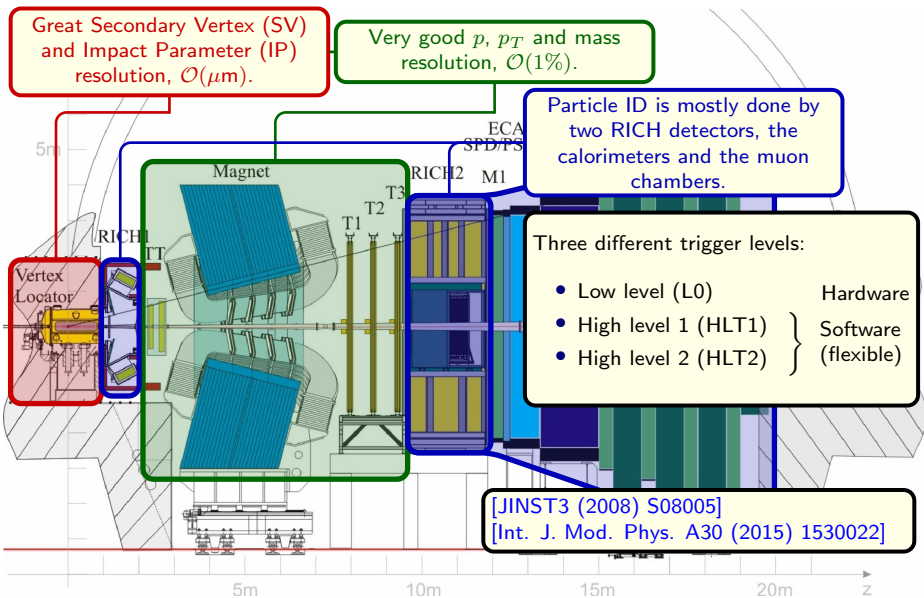 Great Secondary Vertex (SV)
and Impact Parameter (IP)
resolution, O(μm).
Very good p, p_T and mass
resolution, O(1%).
Particle ID is mostly done by
two RICH detectors, the
calorimeters and the muon
chambers.
5m
ECA
SPD/PS
Magnet
RICH2
M1
T3
T2
T1
RICH1
TT
Vertex
Locator
Three different trigger levels:
• Low level (L0)
Hardware
• High level 1 (HLT1)
• High level 2 (HLT2)
Software
(flexible)
[JINST3 (2008) S08005]
[Int. J. Mod. Phys. A30 (2015) 1530022]
5m
10m
15m
20m
z